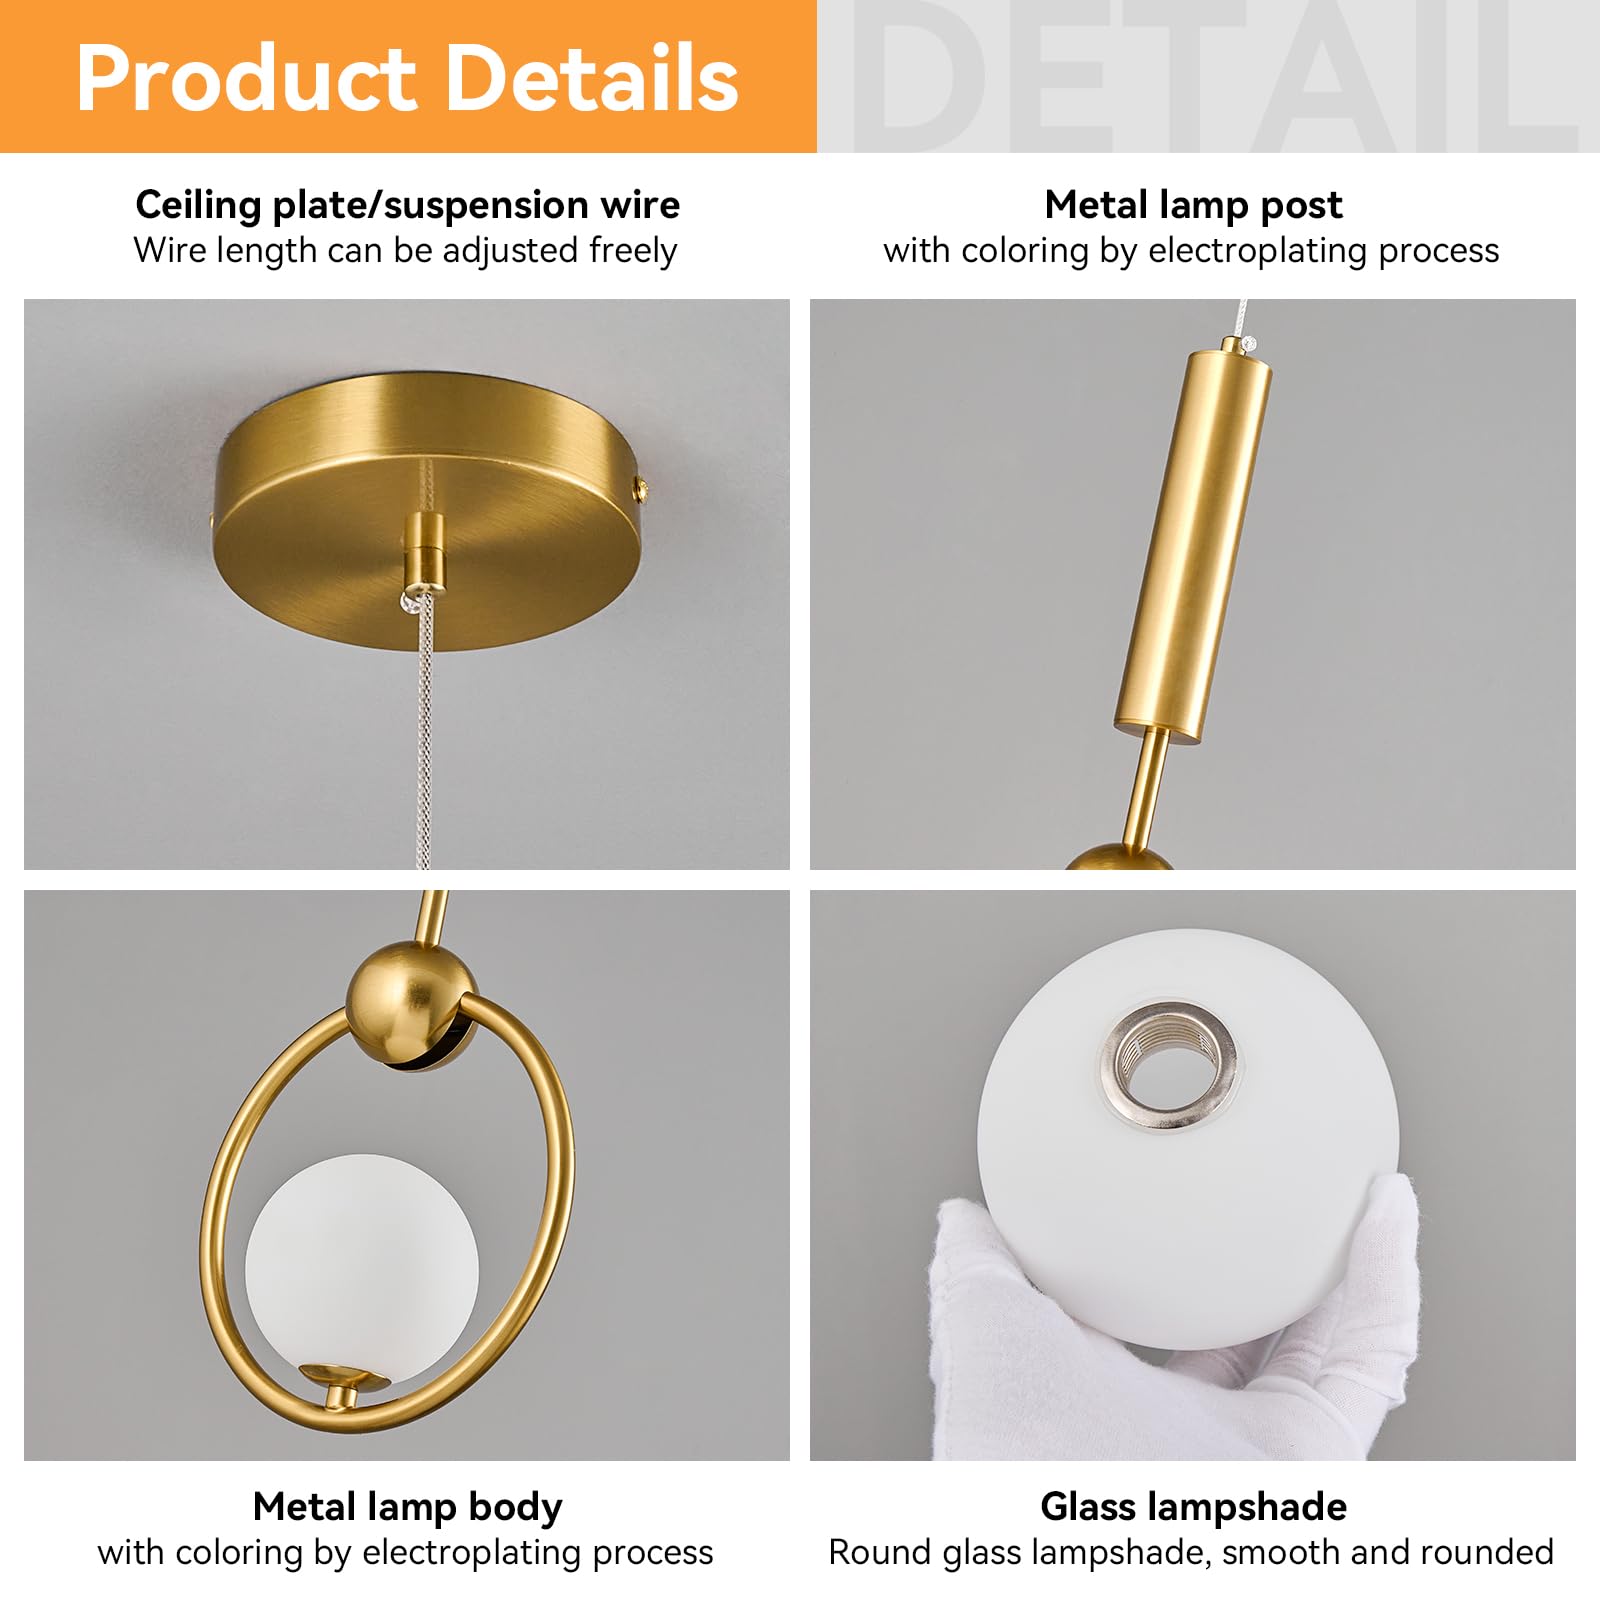 Product Details
DETAIL
Ceiling plate/suspension wire
Wire length can be adjusted freely
Metal lamp post
with coloring by electroplating process
Metal lamp body
with coloring by electroplating process
Glass lampshade
Round glass lampshade, smooth and rounded